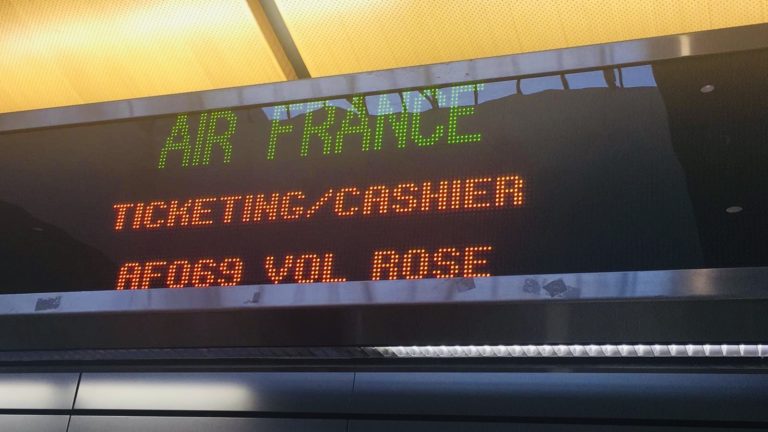 AIR FRANCE
TICKETING/CASHIER
AF069 VOL ROSE